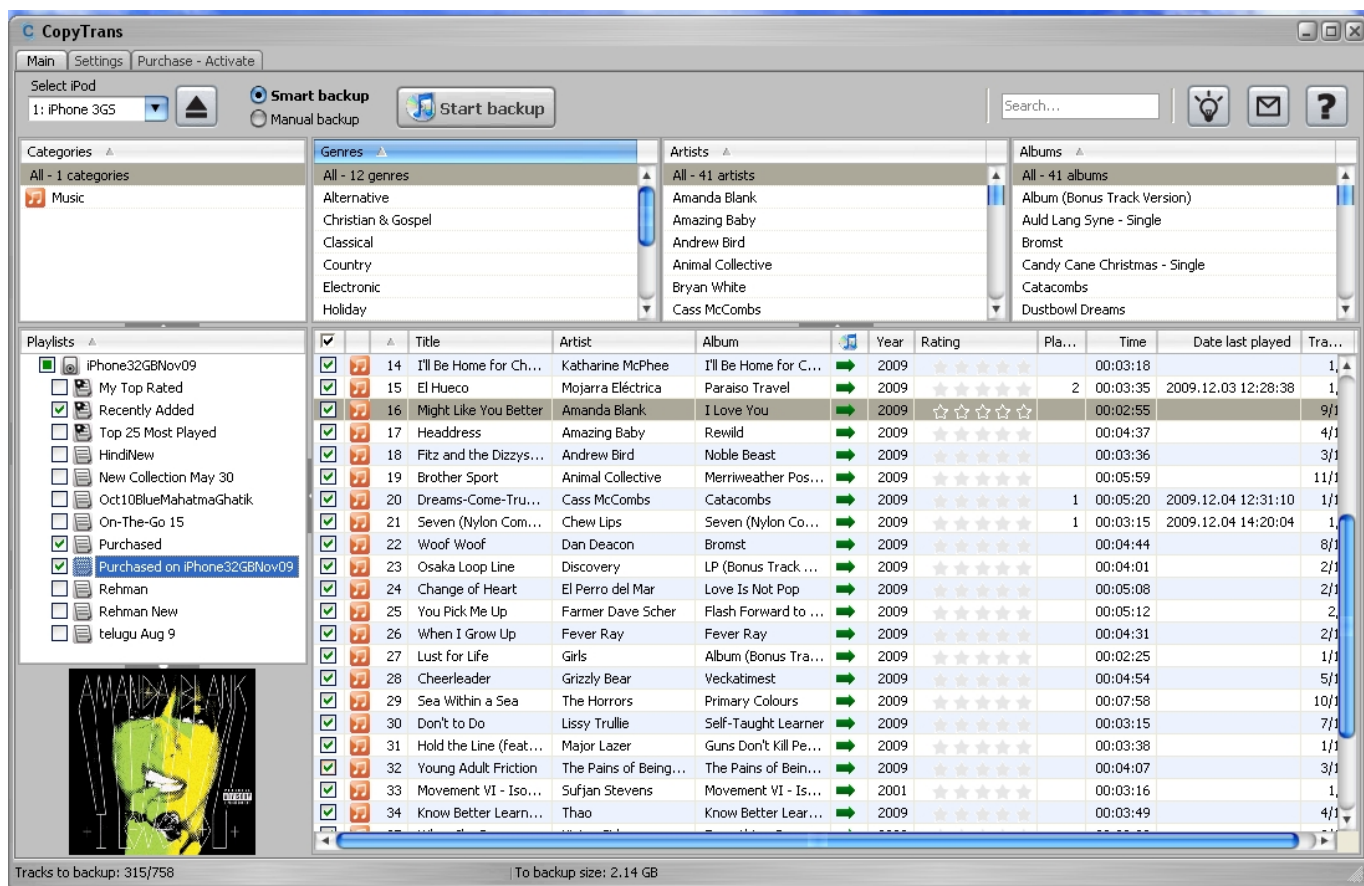 CopyTrans
Main Settings Purchase - Activate
Select iPod
1: iPhone 3GS
Smart backup
Manual backup
Start backup
Search...
?
Categories
All - 1 categories
Music
Genres
All - 12 genres
Alternative
Christian & Gospel
Classical
Country
Electronic
Holiday
Artists
All - 41 artists
Amanda Blank
Amazing Baby
Andrew Bird
Animal Collective
Bryan White
Cass McCombs
Albums
All - 41 albums
Album (Bonus Track Version)
Auld Lang Syne - Single
Bromst
Candy Cane Christmas - Single
Catacombs
Dustbowl Dreams
Playlists
iPhone32GBNov09
My Top Rated
Recently Added
Top 25 Most Played
HindiNew
New Collection May 30
Oct10BlueMahatmaGhatik
On-The-Go 15
Purchased
Purchased on iPhone32GBNov09
Rehman
Rehman New
telugu Aug 9
AMANDA BLANK
I LOVE YOU
Title Artist Album Year Rating Pla... Time Date last played Tra...
14 I'll Be Home for Ch... Katharine McPhee I'll Be Home for C... 2009 00:03:18 1,
15 El Hueco Mojarra Eléctrica Paraiso Travel 2009 2 00:03:35 2009.12.03 12:28:38 1,
16 Might Like You Better Amanda Blank I Love You 2009 00:02:55 9/1
17 Headdress Amazing Baby Rewild 2009 00:04:37 4/1
18 Fitz and the Dizzys... Andrew Bird Noble Beast 2009 00:03:36 3/1
19 Brother Sport Animal Collective Merriweather Pos... 2009 00:05:59 11/1
20 Dreams-Come-Tru... Cass McCombs Catacombs 2009 1 00:05:20 2009.12.04 12:31:10 1/1
21 Seven (Nylon Com... Chew Lips Seven (Nylon Co... 2009 1 00:03:15 2009.12.04 14:20:04 1,
22 Woof Woof Dan Deacon Bromst 2009 00:04:44 8/1
23 Osaka Loop Line Discovery LP (Bonus Track ... 2009 00:04:01 2/1
24 Change of Heart El Perro del Mar Love Is Not Pop 2009 00:05:08 2/1
25 You Pick Me Up Farmer Dave Scher Flash Forward to ... 2009 00:05:12 2,
26 When I Grow Up Fever Ray Fever Ray 2009 00:04:31 2/1
27 Lust for Life Girls Album (Bonus Tra... 2009 00:02:25 1/1
28 Cheerleader Grizzly Bear Veckatimest 2009 00:04:54 5/1
29 Sea Within a Sea The Horrors Primary Colours 2009 00:07:58 10/1
30 Don't to Do Lissy Trullie Self-Taught Learner 2009 00:03:15 7/1
31 Hold the Line (feat... Major Lazer Guns Don't Kill Pe... 2009 00:03:38 1/1
32 Young Adult Friction The Pains of Being... The Pains of Bein... 2009 00:04:07 3/1
33 Movement VI - Iso... Sufjan Stevens Movement VI - Is... 2001 00:03:16 1,
34 Know Better Learn... Thao Know Better Lear... 2009 00:03:49 4/1
Tracks to backup: 315/758
To backup size: 2.14 GB